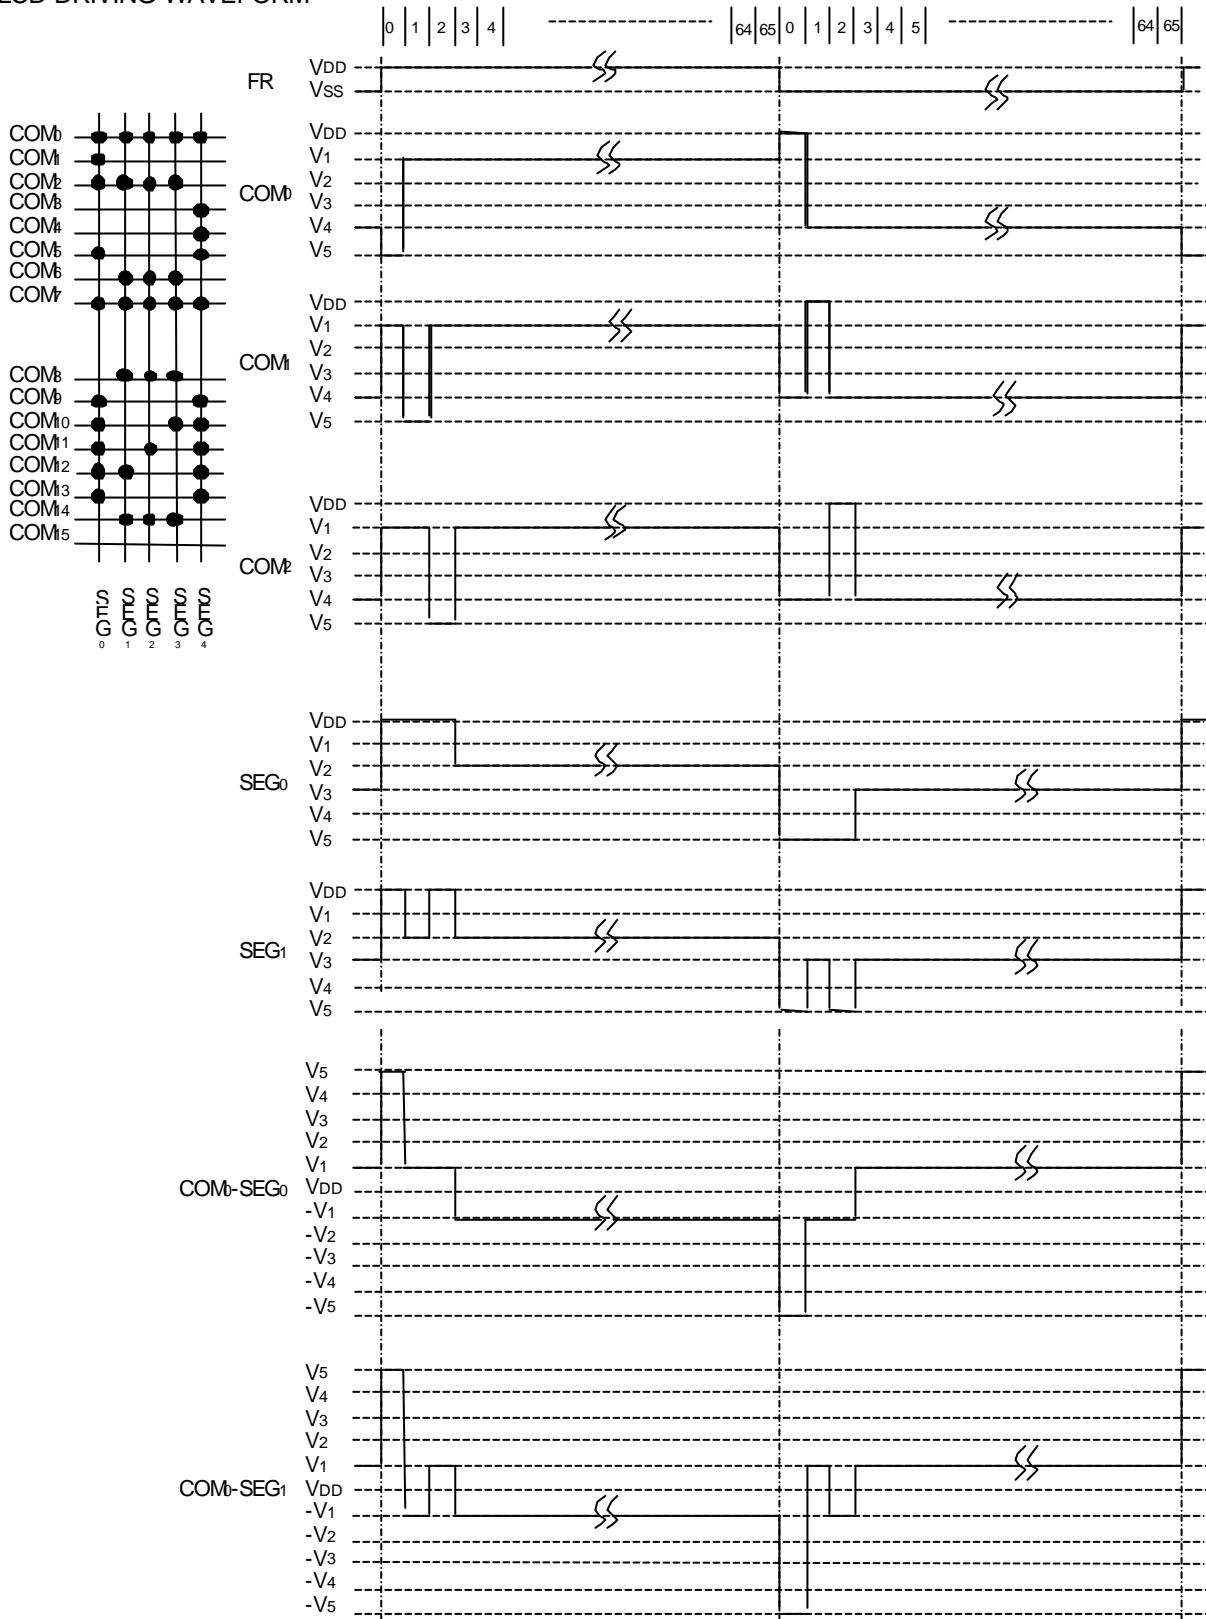 LCD DRIVING WAVEFORM
0 1 2 3 4 64 65 0 1 2 3 4 5 64 65
FR
VDD
VSS
COM0
COM1
COM2
COM3
COM4
COM5
COM6
COM7
COM8
COM9
COM10
COM11
COM12
COM13
COM14
COM15
SEG0
SEG1
SEG2
SEG3
SEG4
COM0
VDD
V1
V2
V3
V4
V5
COM1
VDD
V1
V2
V3
V4
V5
COM2
VDD
V1
V2
V3
V4
V5
SEG0
VDD
V1
V2
V3
V4
V5
SEG1
VDD
V1
V2
V3
V4
V5
COM0-SEG0
V5
V4
V3
V2
V1
VDD
-V1
-V2
-V3
-V4
-V5
COM0-SEG1
V5
V4
V3
V2
V1
VDD
-V1
-V2
-V3
-V4
-V5